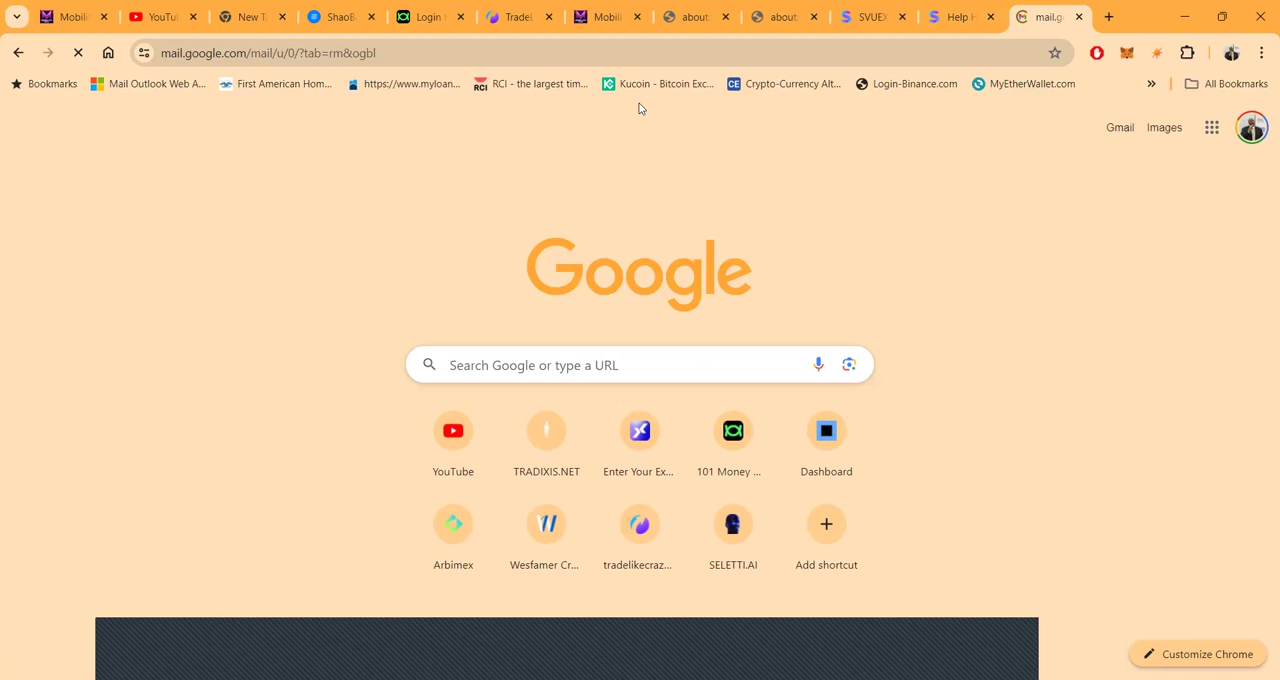 Mobili
YouTu
New T
ShaoB
Login t
TradeL
Mobili
about:
about:
SVUEX
Help H
mail.g
mail.google.com/mail/u/0/?tab=rm&ogbl
Bookmarks
Mail Outlook Web A...
First American Hom...
https://www.myloan...
RCI - the largest tim...
Kucoin - Bitcoin Exc...
Crypto-Currency Alt...
Login-Binance.com
MyEtherWallet.com
All Bookmarks
Gmail
Images
Google
Search Google or type a URL
YouTube
TRADIXIS.NET
Enter Your Ex...
101 Money ...
Dashboard
Arbimex
Wesfamer Cr...
tradelikecraz...
SELETTI.AI
Add shortcut
Customize Chrome